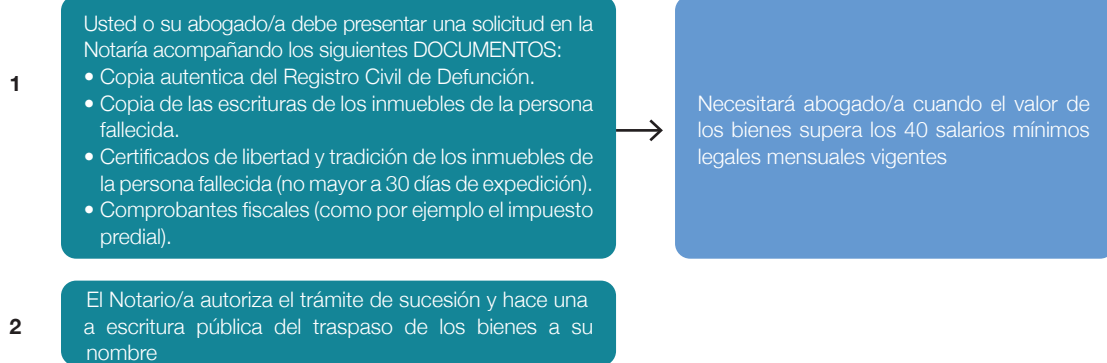 1
Usted o su abogado/a debe presentar una solicitud en la
Notaría acompañando los siguientes DOCUMENTOS:
• Copia autentica del Registro Civil de Defunción.
• Copia de las escrituras de los inmuebles de la persona
fallecida.
• Certificados de libertad y tradición de los inmuebles de
la persona fallecida (no mayor a 30 días de expedición).
• Comprobantes fiscales (como por ejemplo el impuesto
predial).
Necesitará abogado/a cuando el valor de
los bienes supera los 40 salarios mínimos
legales mensuales vigentes
2
El Notario/a autoriza el trámite de sucesión y hace una
a escritura pública del traspaso de los bienes a su
nombre